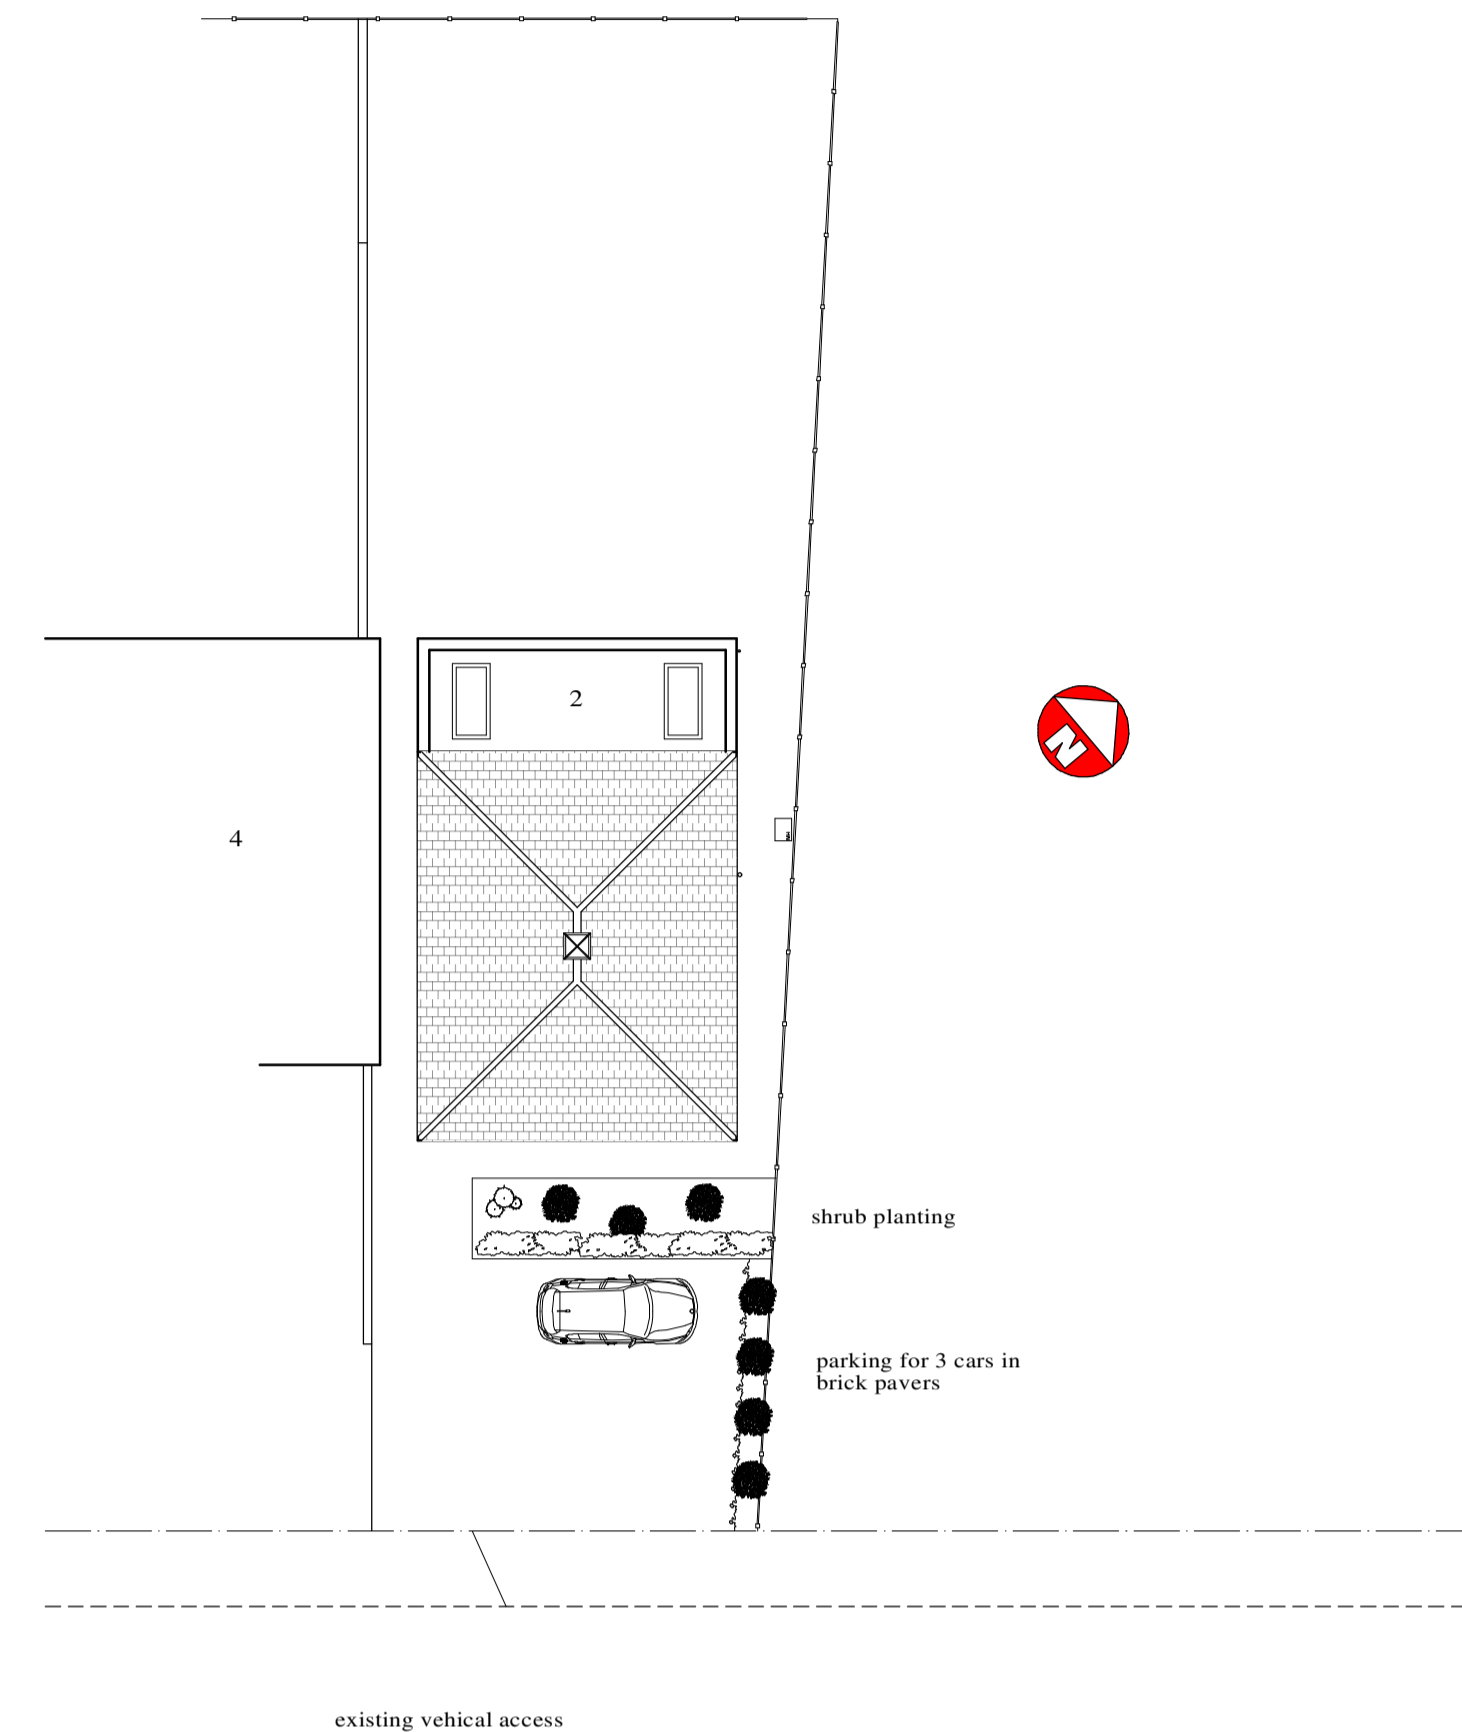 2
N
4
shrub planting
parking for 3 cars in
brick pavers
existing vehical access